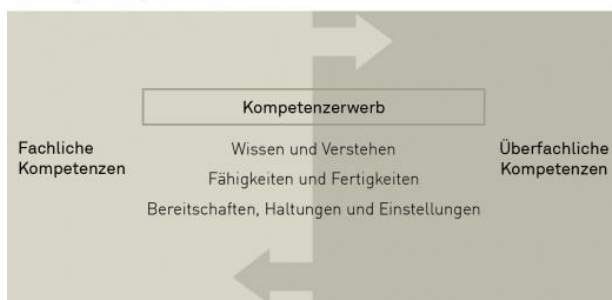 Kompetenzerwerb
Fachliche
Kompetenzen
Wissen und Verstehen
Fähigkeiten und Fertigkeiten
Bereitschaften, Haltungen und Einstellungen
Überfachliche
Kompetenzen